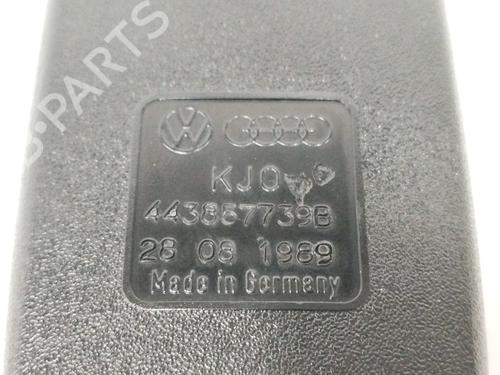 B-PARTS
KJO
443857739B
28 08 1989
Made in Germany